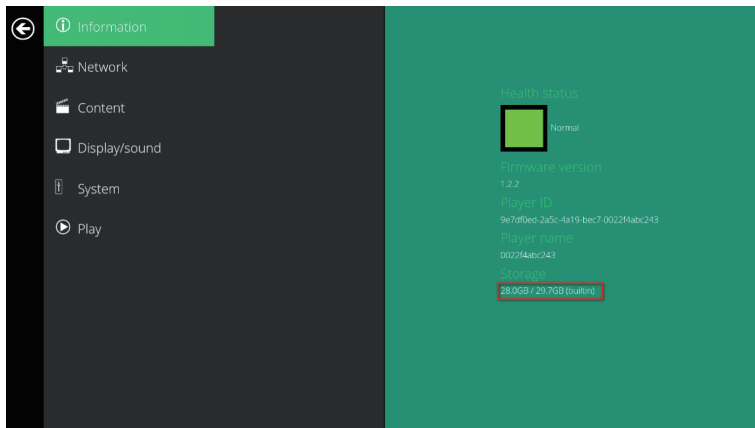 Information
Network
Content
Display/sound
System
Play
Health status
Normal
Firmware version
1.2.2
Player ID
9e7df0ed-2a5c-4a19-bec7-0022f4abc243
Player name
0022f4abc243
Storage
28.0GB / 29.7GB (builtin)